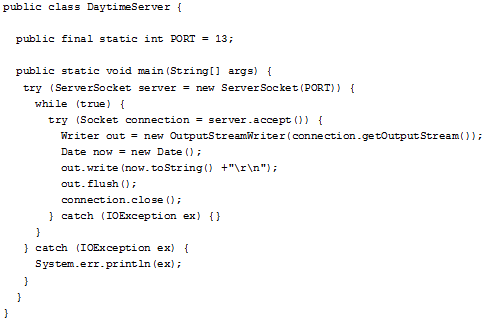 public class DaytimeServer {
public final static int PORT = 13;
public static void main(String[] args) {
try (ServerSocket server = new ServerSocket(PORT)) {
while (true) {
try (Socket connection = server.accept()) {
Writer out = new OutputStreamWriter(connection.getOutputStream());
Date now = new Date();
out.write(now.toString() +"\r\n");
out.flush();
connection.close();
} catch (IOException ex) {}
}
} catch (IOException ex) {
System.err.println(ex);
}
}
}